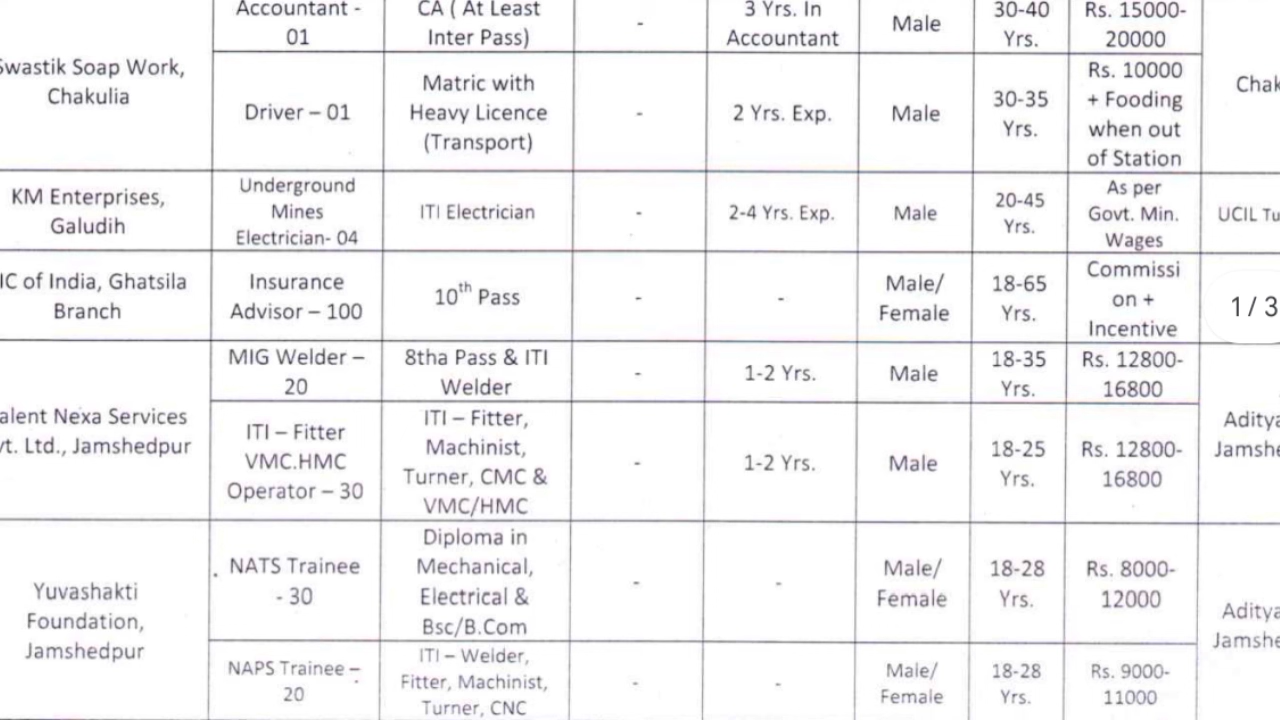 Accountant -
01
CA ( At Least
Inter Pass)
-
3 Yrs. In
Accountant
Male
30-40
Yrs.
Rs. 15000-
20000
Swastik Soap Work,
Chakulia
Driver – 01
Matric with
Heavy Licence
(Transport)
-
2 Yrs. Exp.
Male
30-35
Yrs.
Rs. 10000
+ Fooding
when out
of Station
Chak
KM Enterprises,
Galudih
Underground
Mines
Electrician- 04
ITI Electrician
-
2-4 Yrs. Exp.
Male
20-45
Yrs.
As per
Govt. Min.
Wages
UCIL Tu
IC of India, Ghatsila
Branch
Insurance
Advisor – 100
10th Pass
-
-
Male/
Female
18-65
Yrs.
Commissi
on +
Incentive
1 / 3
alent Nexa Services
vt. Ltd., Jamshedpur
MIG Welder –
20
8tha Pass & ITI
Welder
-
1-2 Yrs.
Male
18-35
Yrs.
Rs. 12800-
16800
ITI – Fitter
VMC.HMC
Operator – 30
ITI – Fitter,
Machinist,
Turner, CMC &
VMC/HMC
-
1-2 Yrs.
Male
18-25
Yrs.
Rs. 12800-
16800
Aditya
Jamshe
Yuvashakti
Foundation,
Jamshedpur
NATS Trainee
- 30
Diploma in
Mechanical,
Electrical &
Bsc/B.Com
-
-
Male/
Female
18-28
Yrs.
Rs. 8000-
12000
Aditya
Jamshe
NAPS Trainee –
20
ITI – Welder,
Fitter, Machinist,
Turner, CNC
-
-
Male/
Female
18-28
Yrs.
Rs. 9000-
11000